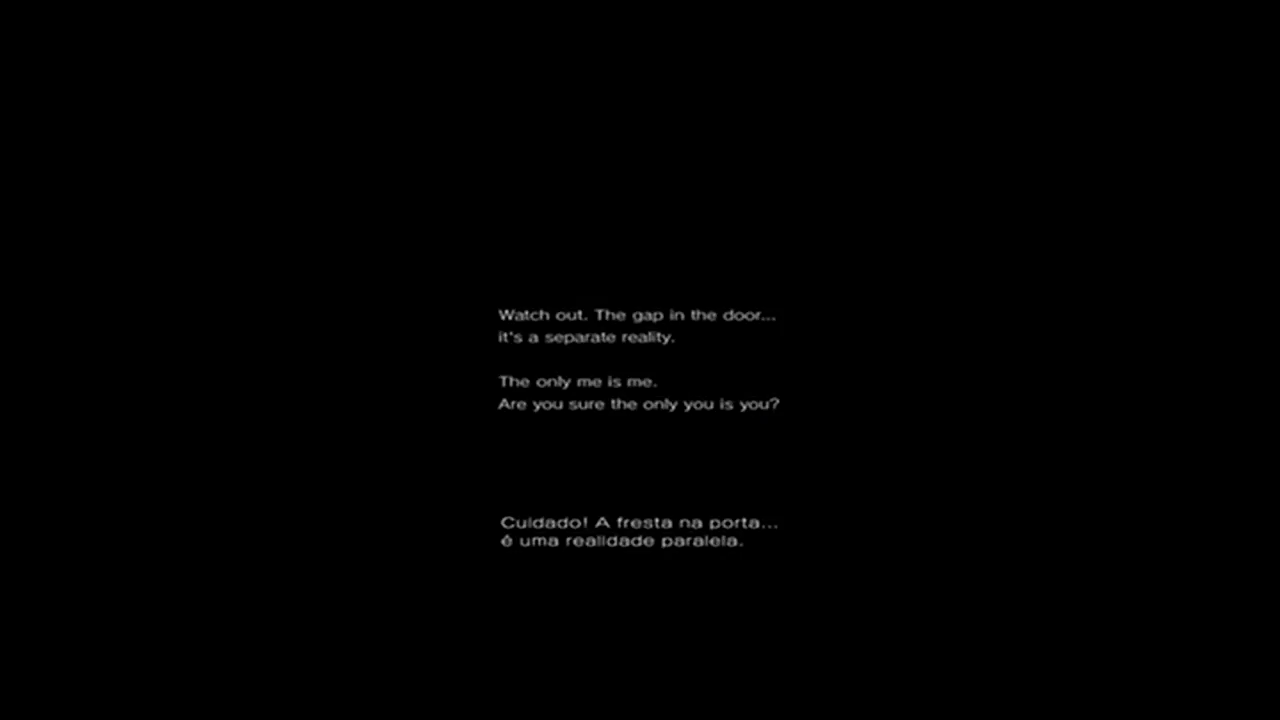 Watch out. The gap in the door...
it's a separate reality.
The only me is me.
Are you sure the only you is you?
Cuidado! A fresta na porta...
é uma realidade paralela.